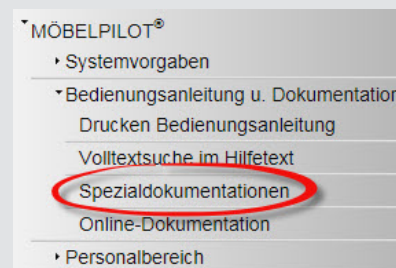 MÖBELPILOT®
Systemvorgaben
Bedienungsanleitung u. Dokumentation
Drucken Bedienungsanleitung
Volltextsuche im Hilfetext
Spezialdokumentationen
Online-Dokumentation
Personalbereich